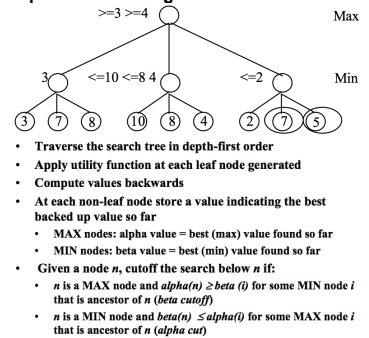 >=3 >=4 Max
3 <=10 <=8 4 <=2 Min
3 7 8 10 8 4 2 7 5
• Traverse the search tree in depth-first order
• Apply utility function at each leaf node generated
• Compute values backwards
• At each non-leaf node store a value indicating the best
backed up value so far
• MAX nodes: alpha value = best (max) value found so far
• MIN nodes: beta value = best (min) value found so far
• Given a node n, cutoff the search below n if:
• n is a MAX node and alpha(n) ≥ beta (i) for some MIN node i
that is ancestor of n (beta cutoff)
• n is a MIN node and beta(n) ≤ alpha(i) for some MAX node i
that is ancestor of n (alpha cut)